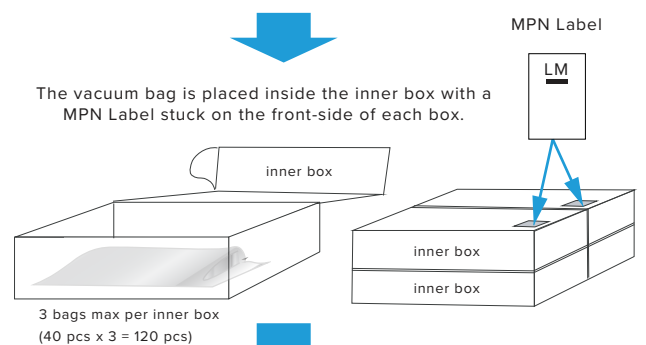 MPN Label
LM
The vacuum bag is placed inside the inner box with a
MPN Label stuck on the front-side of each box.
inner box
inner box
inner box
3 bags max per inner box
(40 pcs x 3 = 120 pcs)